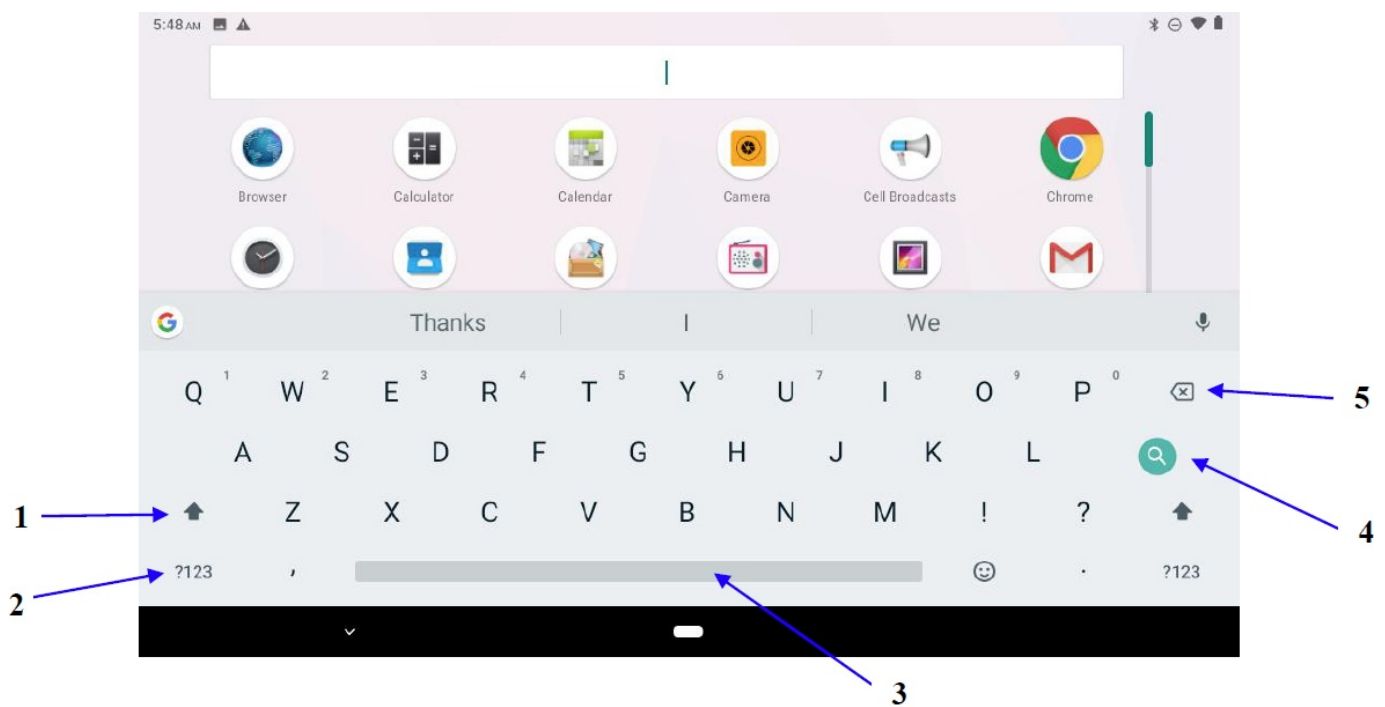 5:48 AM
Browser Calculator Calendar Camera Cell Broadcasts Chrome
Thanks I We
Q 1 W 2 E 3 R 4 T 5 Y 6 U 7 I 8 O 9 P 0
5
A S D F G H J K L
1
Z X C V B N M ! ?
4
?123 , . ?123
2
3